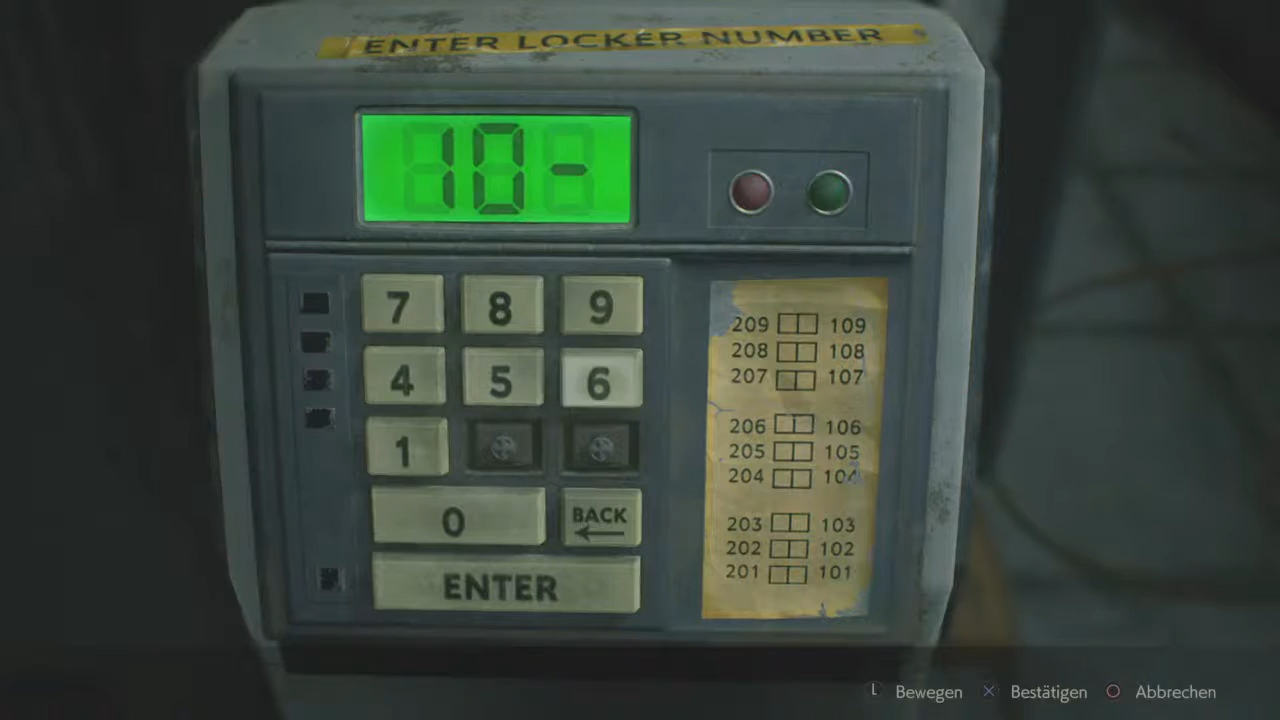 ENTER LOCKER NUMBER
10-
7 8 9
4 5 6
1
0 BACK
ENTER
209 109
208 108
207 107
206 106
205 105
204 104
203 103
202 102
201 101
L Bewegen Bestätigen Abbrechen